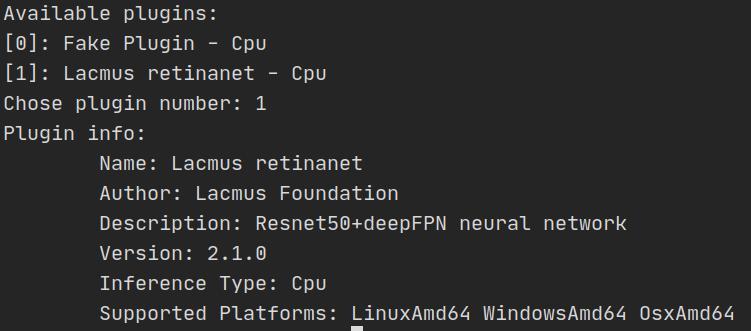 Available plugins:
[0]: Fake Plugin - Cpu
[1]: Lacmus retinanet - Cpu
Chose plugin number: 1
Plugin info:
Name: Lacmus retinanet
Author: Lacmus Foundation
Description: Resnet50+deepFPN neural network
Version: 2.1.0
Inference Type: Cpu
Supported Platforms: LinuxAmd64 WindowsAmd64 OsxAmd64